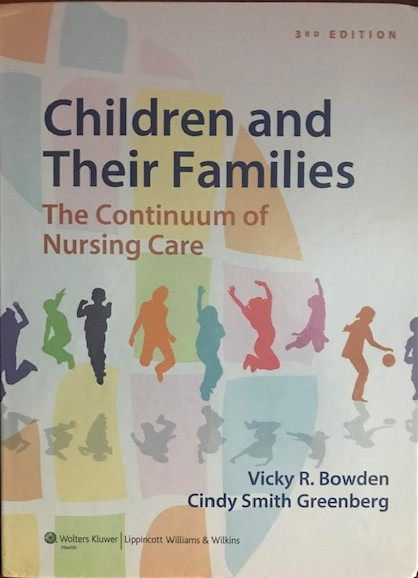 3RD EDITION
Children and
Their Families
The Continuum of
Nursing Care
Vicky R. Bowden
Cindy Smith Greenberg
Wolters Kluwer | Lippincott Williams & Wilkins
Health